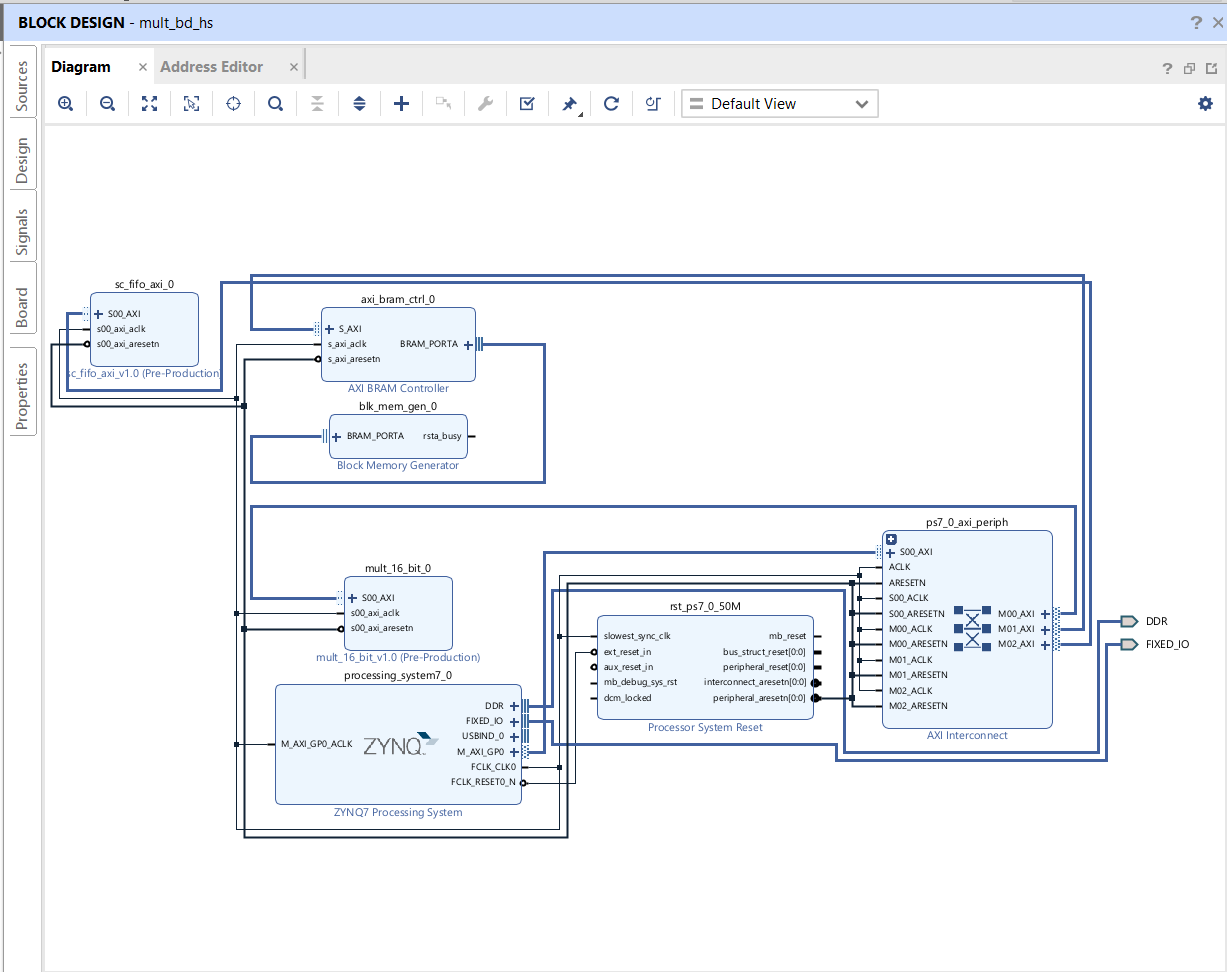 BLOCK DESIGN - mult_bd_hs
? ×
Sources
Design
Signals
Board
Properties
Diagram ×
Address Editor ×
?
Default View
sc_fifo_axi_0
S00_AXI
s00_axi_aclk
s00_axi_aresetn
sc_fifo_axi_v1.0 (Pre-Production)
axi_bram_ctrl_0
S_AXI
s_axi_aclk
s_axi_aresetn
BRAM_PORTA
AXI BRAM Controller
blk_mem_gen_0
BRAM_PORTA
rsta_busy
Block Memory Generator
mult_16_bit_0
S00_AXI
s00_axi_aclk
s00_axi_aresetn
mult_16_bit_v1.0 (Pre-Production)
processing_system7_0
M_AXI_GP0_ACLK
ZYNQ
DDR
FIXED_IO
USBIND_0
M_AXI_GP0
FCLK_CLK0
FCLK_RESET0_N
ZYNQ7 Processing System
rst_ps7_0_50M
slowest_sync_clk
ext_reset_in
aux_reset_in
mb_debug_sys_rst
dcm_locked
mb_reset
bus_struct_reset[0:0]
peripheral_reset[0:0]
interconnect_aresetn[0:0]
peripheral_aresetn[0:0]
Processor System Reset
ps7_0_axi_periph
S00_AXI
ACLK
ARESETN
S00_ACLK
S00_ARESETN
M00_ACLK
M00_ARESETN
M01_ACLK
M01_ARESETN
M02_ACLK
M02_ARESETN
M00_AXI
M01_AXI
M02_AXI
AXI Interconnect
DDR
FIXED_IO